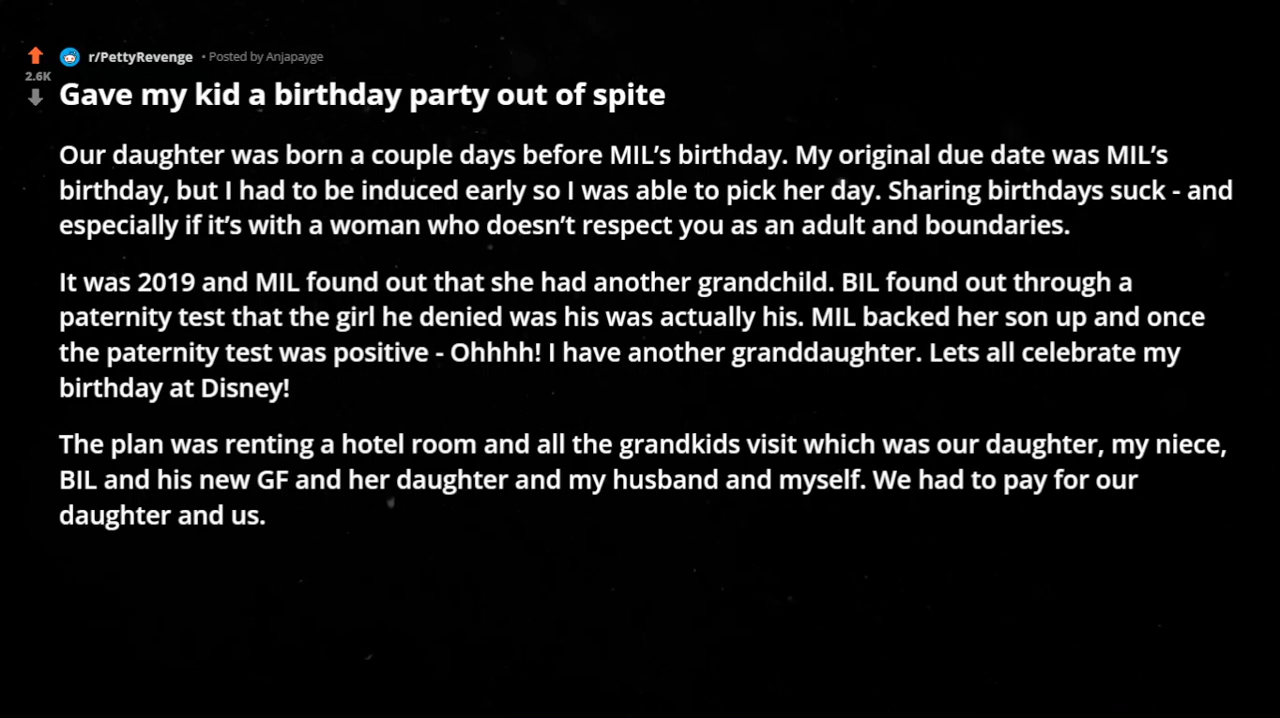 r/PettyRevenge • Posted by Anjapayge
2.6K
Gave my kid a birthday party out of spite
Our daughter was born a couple days before MIL’s birthday. My original due date was MIL’s
birthday, but I had to be induced early so I was able to pick her day. Sharing birthdays suck - and
especially if it’s with a woman who doesn’t respect you as an adult and boundaries.
It was 2019 and MIL found out that she had another grandchild. BIL found out through a
paternity test that the girl he denied was his was actually his. MIL backed her son up and once
the paternity test was positive - Ohhhh! I have another granddaughter. Lets all celebrate my
birthday at Disney!
The plan was renting a hotel room and all the grandkids visit which was our daughter, my niece,
BIL and his new GF and her daughter and my husband and myself. We had to pay for our
daughter and us.